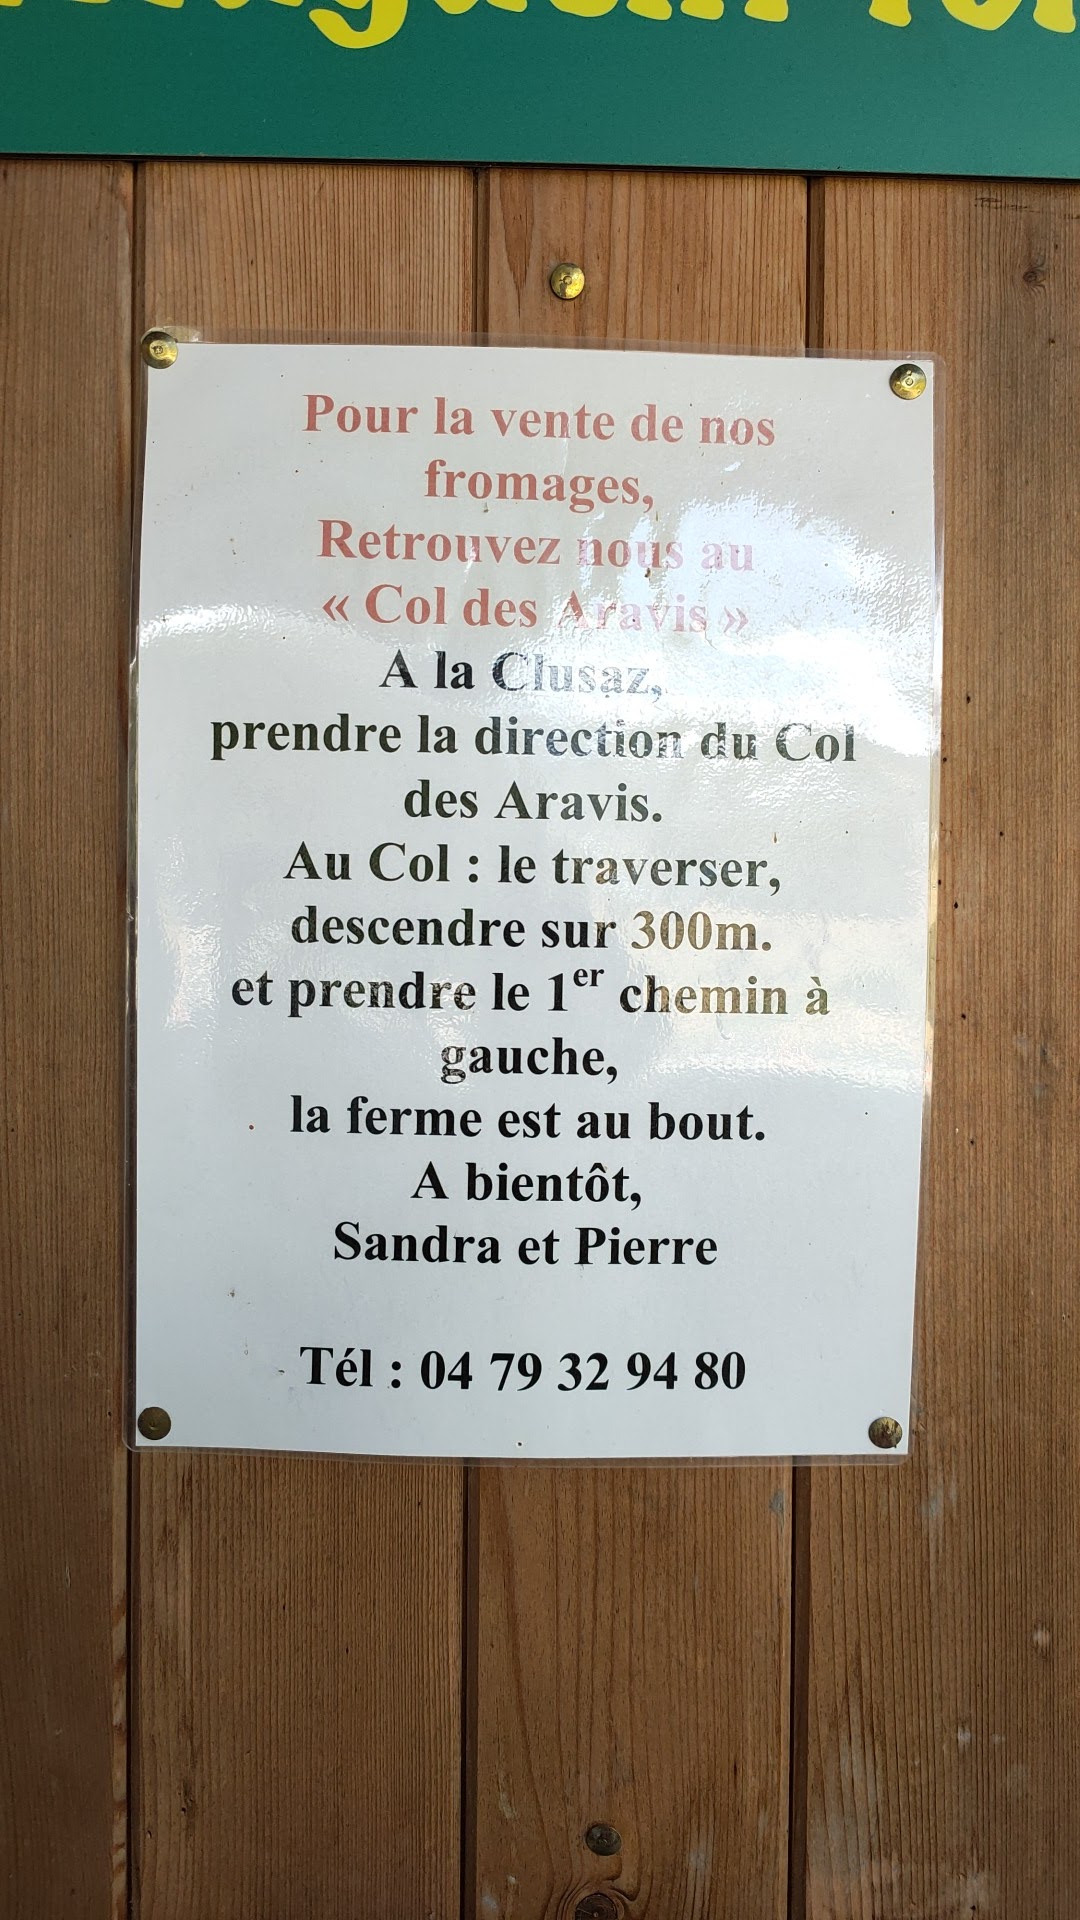 Pour la vente de nos
fromages,
Retrouvez nous au
« Col des Aravis »
A la Clusaz,
prendre la direction du Col
des Aravis.
Au Col : le traverser,
descendre sur 300m.
et prendre le 1er chemin à
gauche,
la ferme est au bout.
A bientôt,
Sandra et Pierre
Tél : 04 79 32 94 80